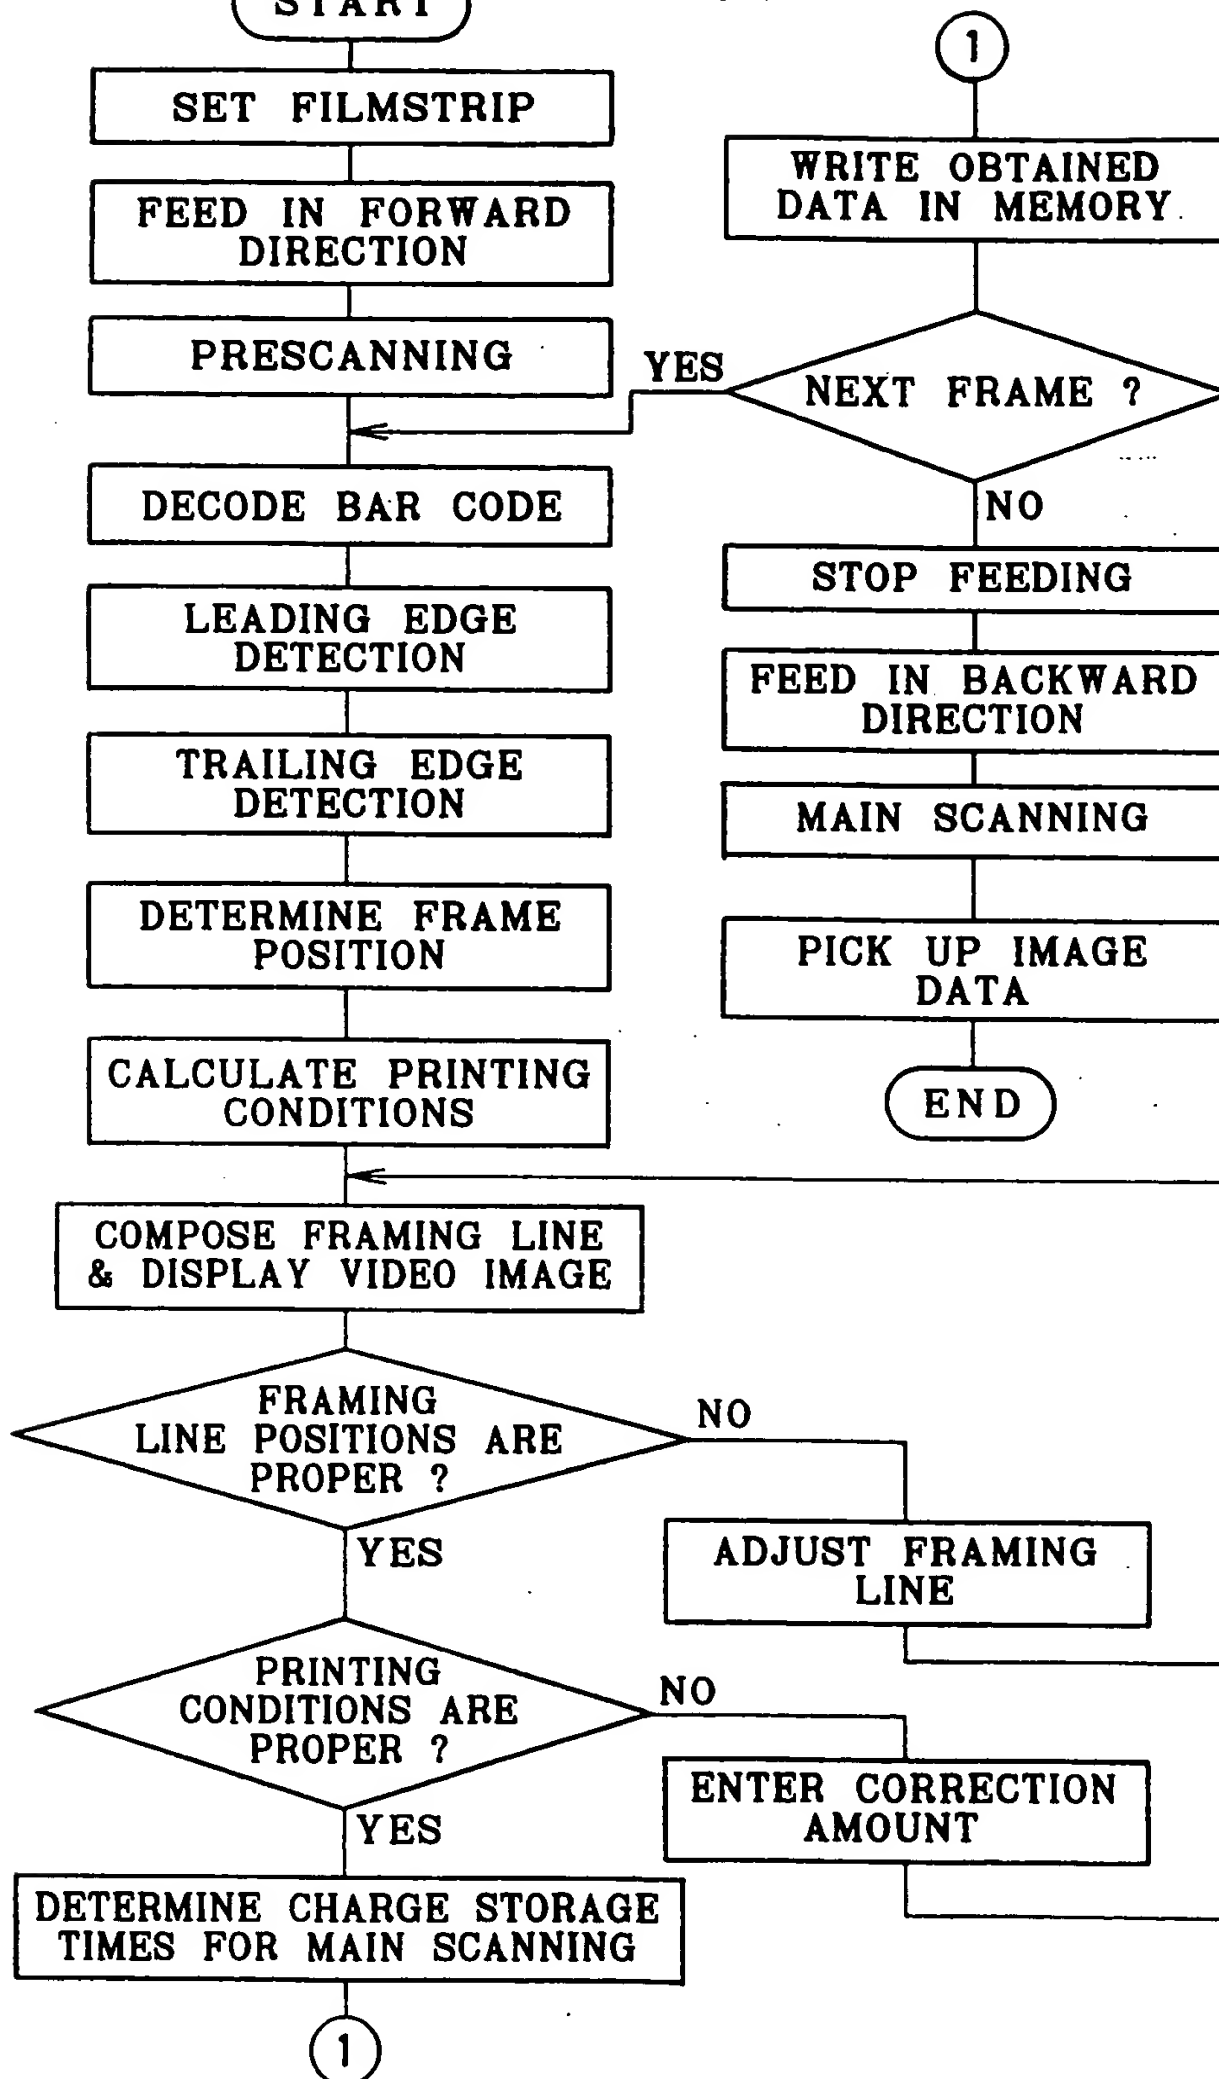 START
SET FILMSTRIP
FEED IN FORWARD
DIRECTION
PRESCANNING
DECODE BAR CODE
LEADING EDGE
DETECTION
TRAILING EDGE
DETECTION
DETERMINE FRAME
POSITION
CALCULATE PRINTING
CONDITIONS
COMPOSE FRAMING LINE
& DISPLAY VIDEO IMAGE
FRAMING
LINE POSITIONS ARE
PROPER ?
NO
YES
ADJUST FRAMING
LINE
PRINTING
CONDITIONS ARE
PROPER ?
NO
YES
ENTER CORRECTION
AMOUNT
DETERMINE CHARGE STORAGE
TIMES FOR MAIN SCANNING
1
1
WRITE OBTAINED
DATA IN MEMORY
NEXT FRAME ?
YES
NO
STOP FEEDING
FEED IN BACKWARD
DIRECTION
MAIN SCANNING
PICK UP IMAGE
DATA
END